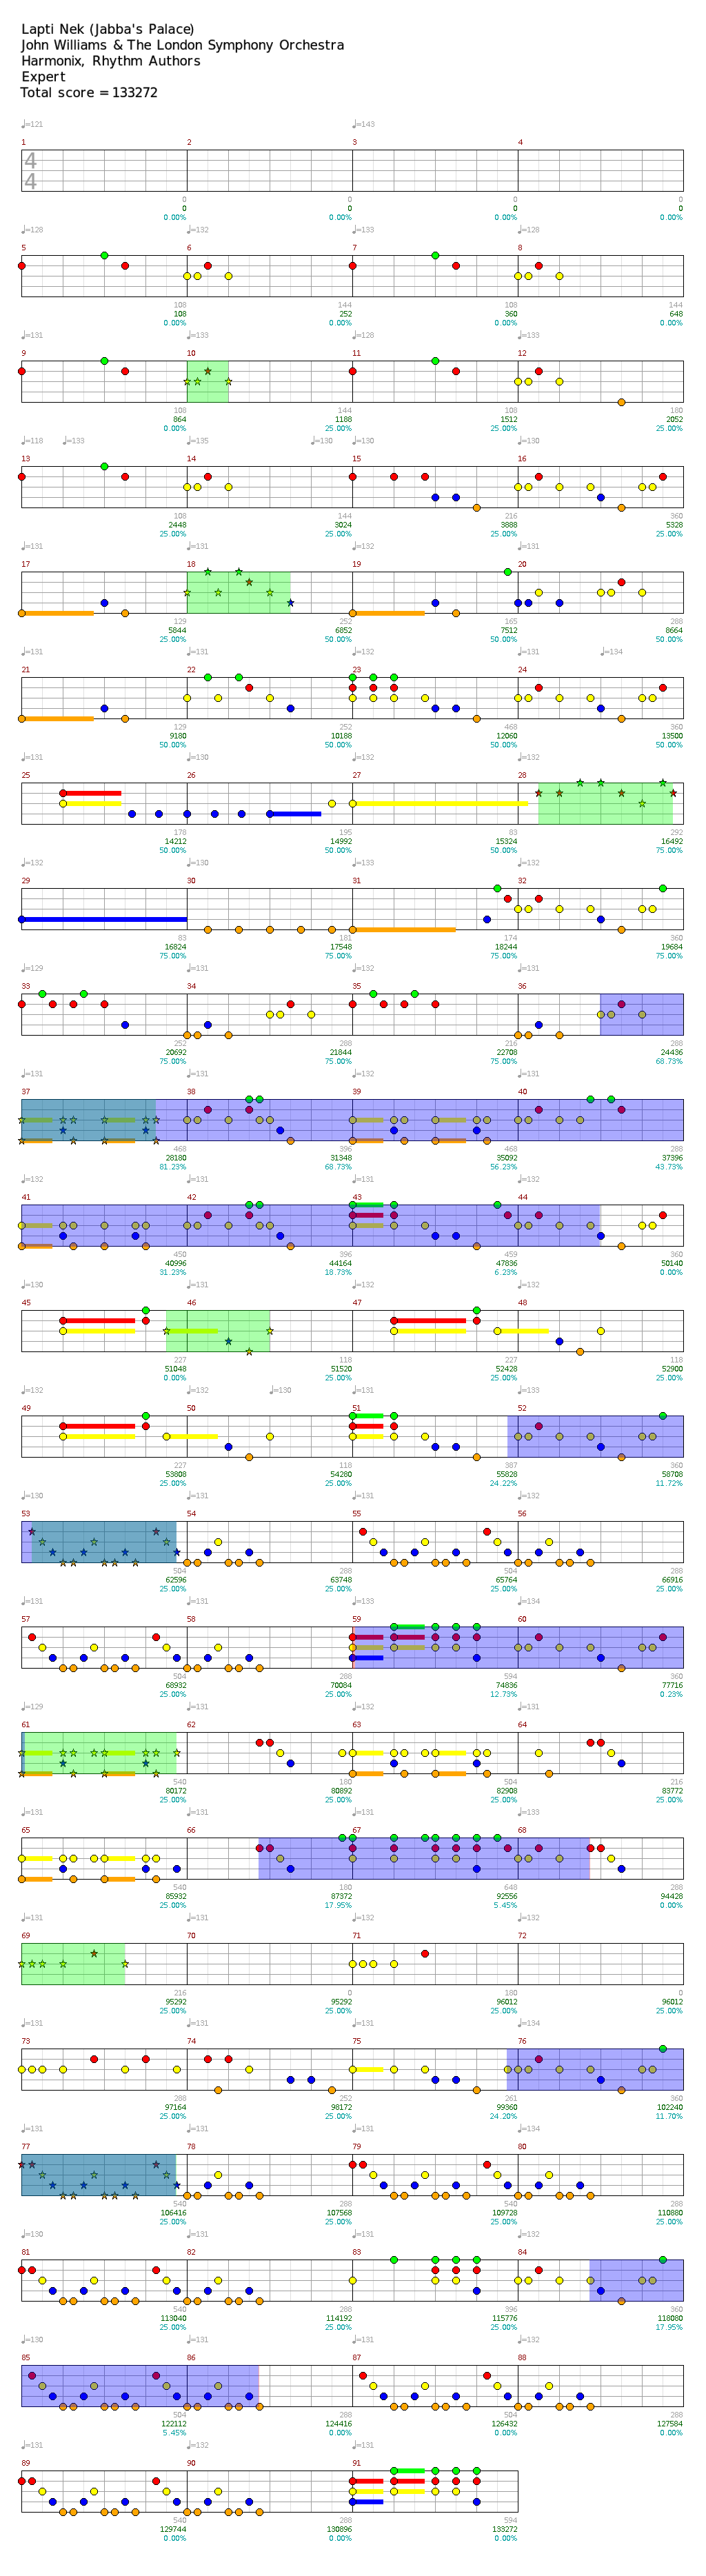 Lapti Nek (Jabba's Palace)
John Williams & The London Symphony Orchestra
Harmonix, Rhythm Authors
Expert
Total score = 133272
♩=121 ♩=143
1 2 3 4
4
4
0 0 0 0
0 0 0 0
0.00% 0.00% 0.00% 0.00%
♩=128 ♩=132 ♩=133 ♩=128
5 6 7 8
108 144 108 144
108 252 360 648
0.00% 0.00% 0.00% 0.00%
♩=131 ♩=133 ♩=128 ♩=133
9 10 11 12
108 144 108 180
864 1188 1512 2052
0.00% 25.00% 25.00% 25.00%
♩=118 ♩=133 ♩=135 ♩=130 ♩=130 ♩=130
13 14 15 16
108 144 216 360
2448 3024 3888 5328
25.00% 25.00% 25.00% 25.00%
♩=131 ♩=131 ♩=132 ♩=131
17 18 19 20
129 252 165 288
5844 6852 7512 8664
25.00% 50.00% 50.00% 50.00%
♩=131 ♩=131 ♩=132 ♩=131 ♩=134
21 22 23 24
129 252 468 360
9180 10188 12060 13500
50.00% 50.00% 50.00% 50.00%
♩=131 ♩=130 ♩=132 ♩=132
25 26 27 28
178 195 83 292
14212 14992 15324 16492
50.00% 50.00% 50.00% 75.00%
♩=132 ♩=130 ♩=133
29 30 31 32
83 181 174 360
16824 17548 18244 19684
75.00% 75.00% 75.00% 75.00%
♩=129 ♩=131 ♩=132 ♩=131
33 34 35 36
252 288 216 288
20692 21844 22708 24436
75.00% 75.00% 75.00% 68.73%
♩=131 ♩=131 ♩=131 ♩=131
37 38 39 40
468 396 468 288
28180 31348 35092 37396
81.23% 68.73% 56.23% 43.73%
♩=132 ♩=131 ♩=131
41 42 43 44
450 396 459 360
40996 44164 47836 50140
31.23% 18.73% 6.23% 0.00%
♩=130 ♩=131 ♩=132 ♩=132
45 46 47 48
227 118 227 118
51048 51520 52428 52900
0.00% 25.00% 25.00% 25.00%
♩=132 ♩=132 ♩=130 ♩=131 ♩=133
49 50 51 52
227 118 387 360
53808 54280 55828 58708
25.00% 25.00% 24.22% 11.72%
♩=130 ♩=131 ♩=131 ♩=132
53 54 55 56
504 288 504 288
62596 63748 65764 66916
25.00% 25.00% 25.00% 25.00%
♩=131 ♩=131 ♩=133 ♩=134
57 58 59 60
504 288 594 360
68932 70084 74836 77716
25.00% 25.00% 12.73% 0.23%
♩=129 ♩=131 ♩=132 ♩=131
61 62 63 64
540 180 504 216
80172 80892 82908 83772
25.00% 25.00% 25.00% 25.00%
♩=131 ♩=131 ♩=131 ♩=133
65 66 67 68
540 180 648 288
85932 87372 92556 94428
25.00% 17.95% 5.45% 0.00%
♩=131 ♩=131 ♩=132 ♩=132
69 70 71 72
216 0 180 0
95292 95292 96012 96012
25.00% 25.00% 25.00% 25.00%
♩=131 ♩=131 ♩=131 ♩=134
73 74 75 76
288 252 261 360
97164 98172 99360 102240
25.00% 25.00% 24.20% 11.70%
♩=131 ♩=131 ♩=131 ♩=134
77 78 79 80
540 288 540 288
106416 107568 109728 110880
25.00% 25.00% 25.00% 25.00%
♩=130 ♩=131 ♩=131 ♩=132
81 82 83 84
540 288 396 360
113040 114192 115776 118080
25.00% 25.00% 25.00% 17.95%
♩=130 ♩=131 ♩=131 ♩=131
85 86 87 88
504 288 504 288
122112 124416 126432 127584
5.45% 0.00% 0.00% 0.00%
♩=131 ♩=132 ♩=131
89 90 91
540 288 594
129744 130896 133272
0.00% 0.00% 0.00%